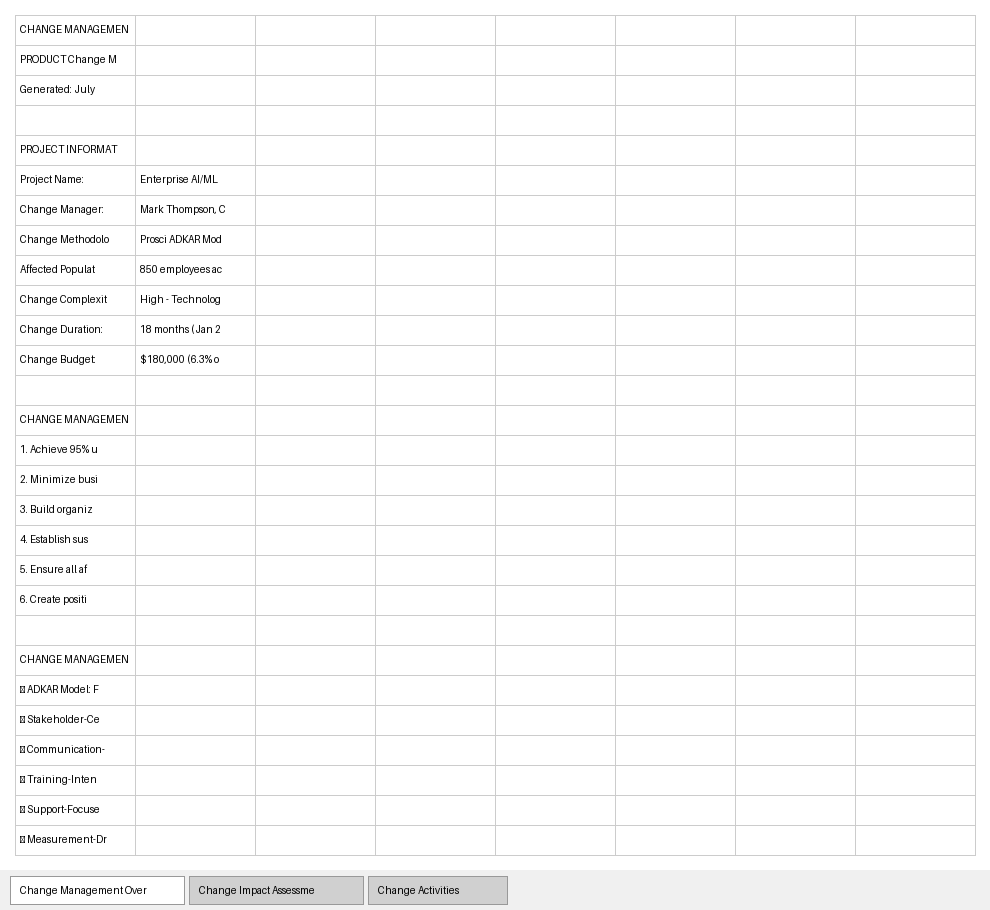 CHANGE MANAGEMEN
PRODUCT Change M
Generated: July
PROJECT INFORMAT
Project Name: Enterprise AI/ML
Change Manager: Mark Thompson, C
Change Methodolo Prosci ADKAR Mod
Affected Populat 850 employees ac
Change Complexit High - Technolog
Change Duration: 18 months (Jan 2
Change Budget: $180,000 (6.3% o
CHANGE MANAGEMEN
1. Achieve 95% u
2. Minimize busi
3. Build organiz
4. Establish sus
5. Ensure all af
6. Create positi
CHANGE MANAGEMEN
ADKAR Model: F
Stakeholder-Ce
Communication-
Training-Inten
Support-Focuse
Measurement-Dr
Change Management Over Change Impact Assessme Change Activities